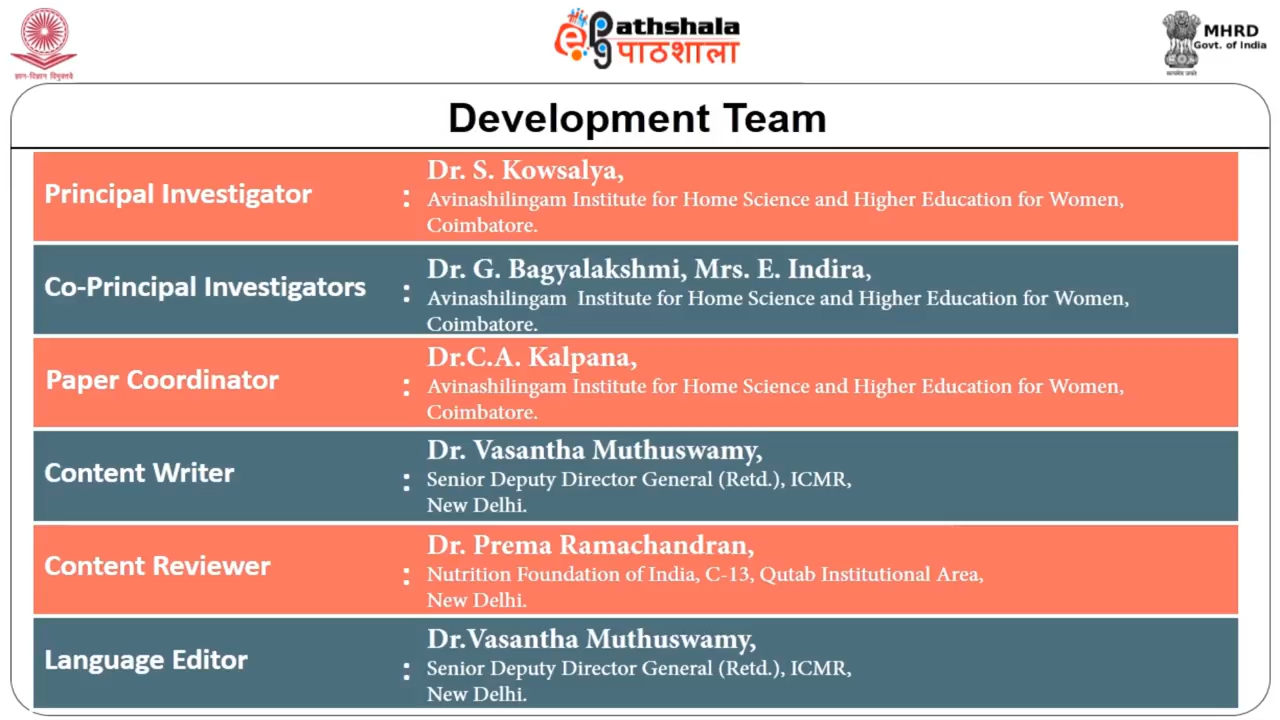 ज्ञान-विज्ञान विमुक्तये
ePathshala
पाठशाला
MHRD
Govt. of India
सत्यमेव जयते
Development Team
Principal Investigator : Dr. S. Kowsalya,
Avinashilingam Institute for Home Science and Higher Education for Women,
Coimbatore.
Co-Principal Investigators : Dr. G. Bagyalakshmi, Mrs. E. Indira,
Avinashilingam Institute for Home Science and Higher Education for Women,
Coimbatore.
Paper Coordinator : Dr.C.A. Kalpana,
Avinashilingam Institute for Home Science and Higher Education for Women,
Coimbatore.
Content Writer : Dr. Vasantha Muthuswamy,
Senior Deputy Director General (Retd.), ICMR,
New Delhi.
Content Reviewer : Dr. Prema Ramachandran,
Nutrition Foundation of India, C-13, Qutab Institutional Area,
New Delhi.
Language Editor : Dr.Vasantha Muthuswamy,
Senior Deputy Director General (Retd.), ICMR,
New Delhi.